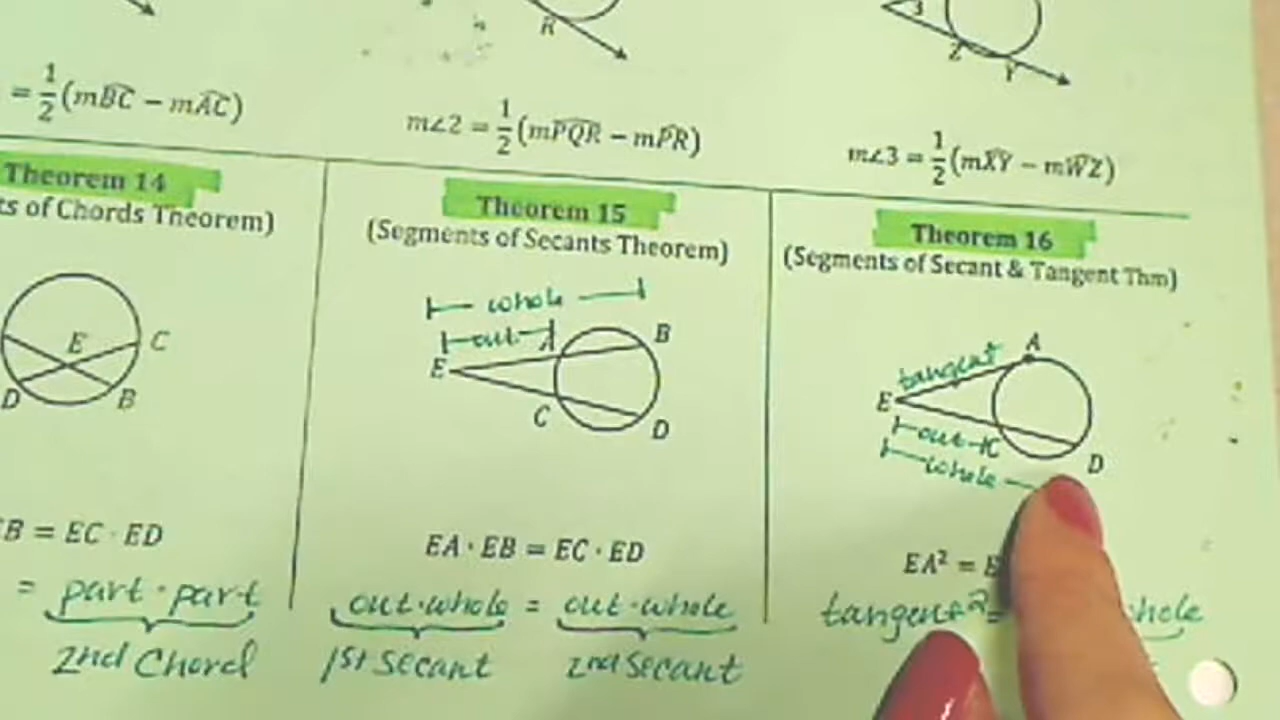 R
3
Z
Y
= 1/2 (mBC − mAC)
m∠2 = 1/2 (mPQR − mPR)
m∠3 = 1/2 (mXY − mWZ)
Theorem 14
ts of Chords Theorem)
E
C
D
B
B = EC · ED
= part · part
2nd Chord
Theorem 15
(Segments of Secants Theorem)
whole
out
A
B
E
C
D
EA · EB = EC · ED
out · whole = out · whole
1st Secant 2nd Secant
Theorem 16
(Segments of Secant & Tangent Thm)
A
tangent
E
out C
D
whole
EA² = E
tangent² = hole